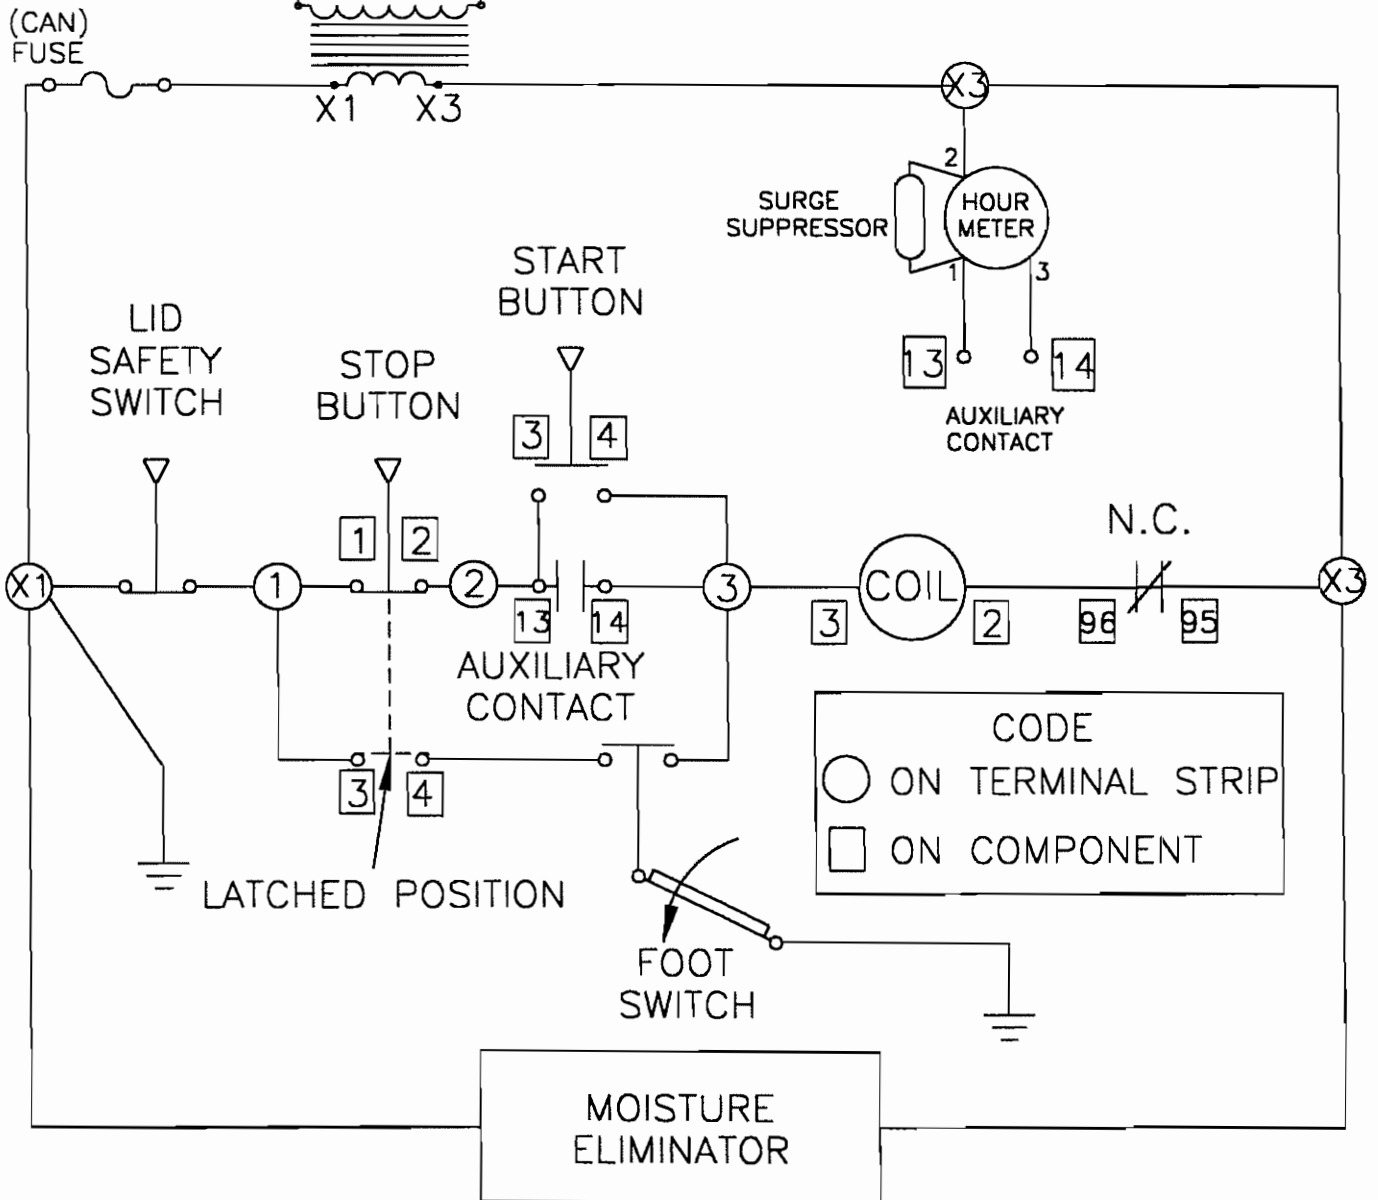 (CAN)
FUSE
X1
X3
X3
2
SURGE
SUPPRESSOR
HOUR
METER
1
3
START
BUTTON
LID
SAFETY
SWITCH
STOP
BUTTON
13
14
AUXILIARY
CONTACT
3
4
N.C.
1
2
X1
1
2
3
COIL
X3
13
14
3
2
96
95
AUXILIARY
CONTACT
CODE
ON TERMINAL STRIP
ON COMPONENT
3
4
LATCHED POSITION
FOOT
SWITCH
MOISTURE
ELIMINATOR